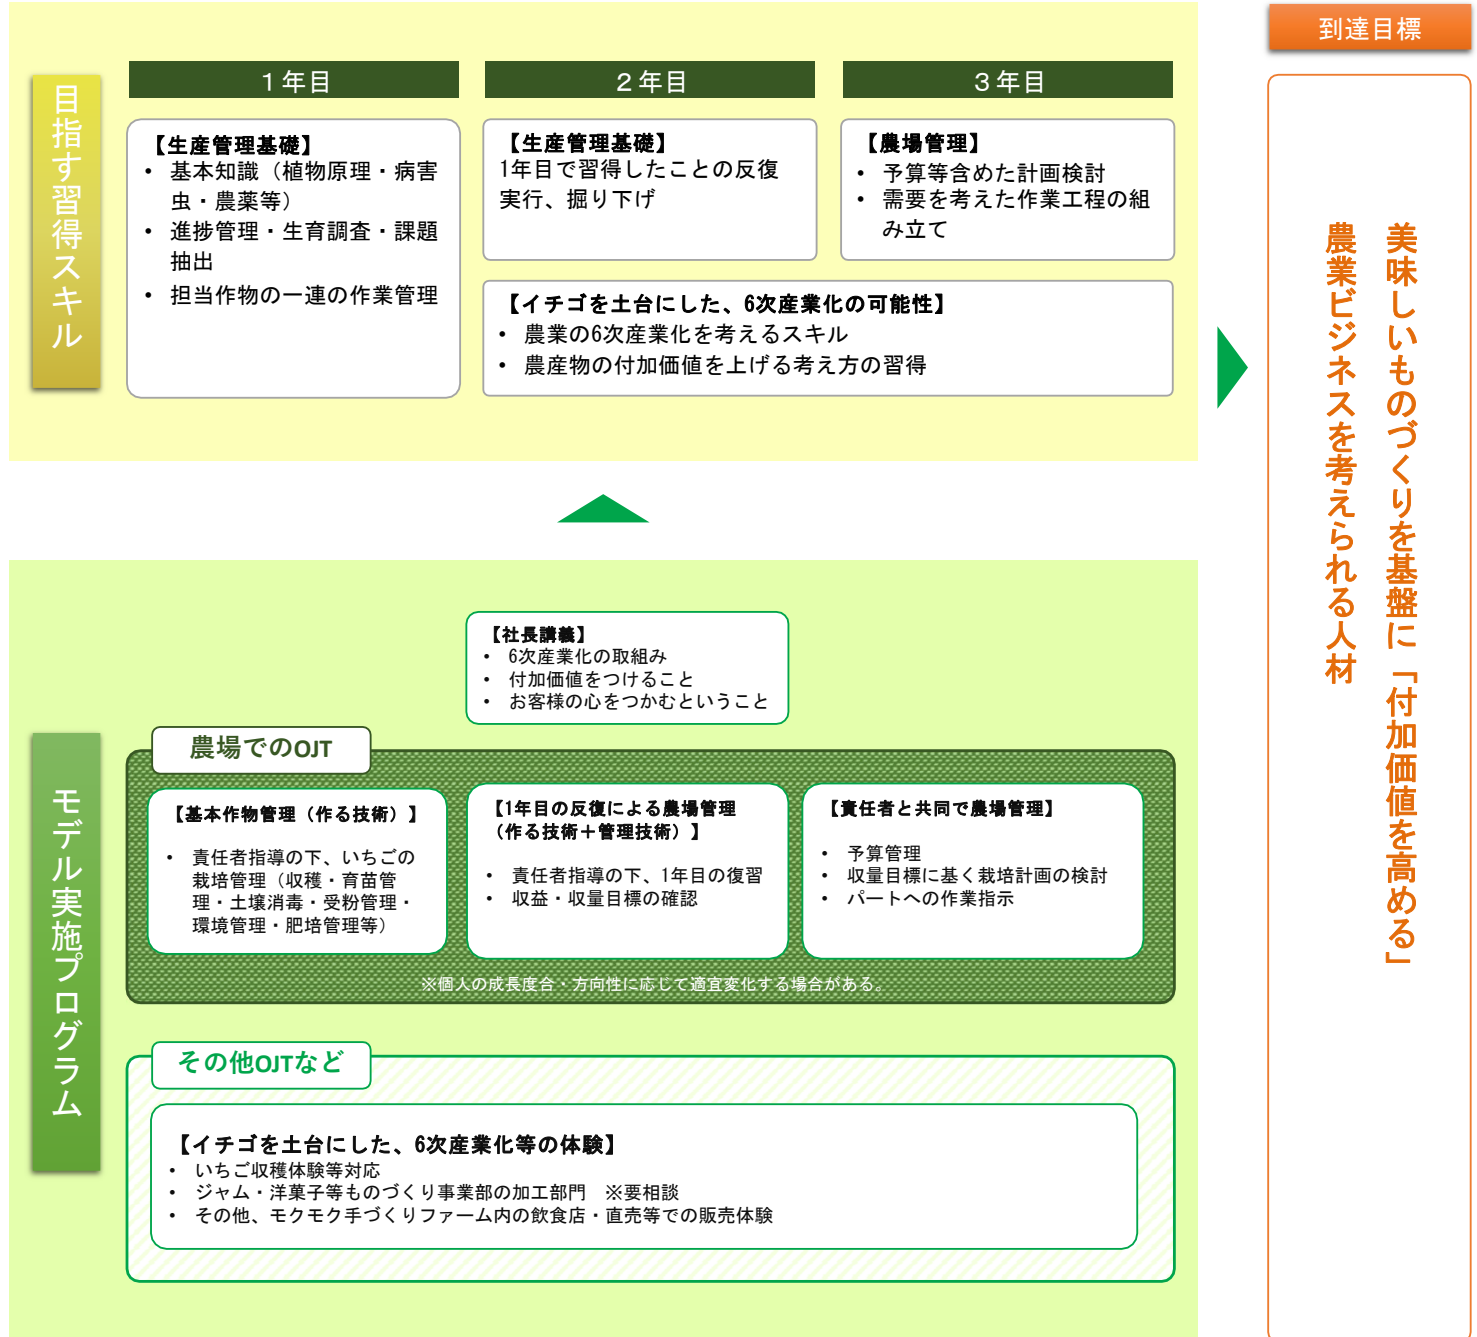 到達目標
美味しいものづくりを基盤に「付加価値を高める」
農業ビジネスを考えられる人材
目指す習得スキル
１年目
２年目
３年目
【生産管理基礎】
• 基本知識（植物原理・病害
虫・農薬等）
• 進捗管理・生育調査・課題
抽出
• 担当作物の一連の作業管理
【生産管理基礎】
1年目で習得したことの反復
実行、掘り下げ
【農場管理】
• 予算等含めた計画検討
• 需要を考えた作業工程の組
み立て
【イチゴを土台にした、6次産業化の可能性】
• 農業の6次産業化を考えるスキル
• 農産物の付加価値を上げる考え方の習得
モデル実施プログラム
【社長講義】
• 6次産業化の取組み
• 付加価値をつけること
• お客様の心をつかむということ
農場でのOJT
【基本作物管理（作る技術）】
• 責任者指導の下、いちごの
栽培管理（収穫・育苗管
理・土壌消毒・受粉管理・
環境管理・肥培管理等）
【1年目の反復による農場管理
（作る技術＋管理技術）】
• 責任者指導の下、1年目の復習
• 収益・収量目標の確認
【責任者と共同で農場管理】
• 予算管理
• 収量目標に基く栽培計画の検討
• パートへの作業指示
※個人の成長度合・方向性に応じて適宜変化する場合がある。
その他OJTなど
【イチゴを土台にした、6次産業化等の体験】
• いちご収穫体験等対応
• ジャム・洋菓子等ものづくり事業部の加工部門　※要相談
• その他、モクモク手づくりファーム内の飲食店・直売等での販売体験